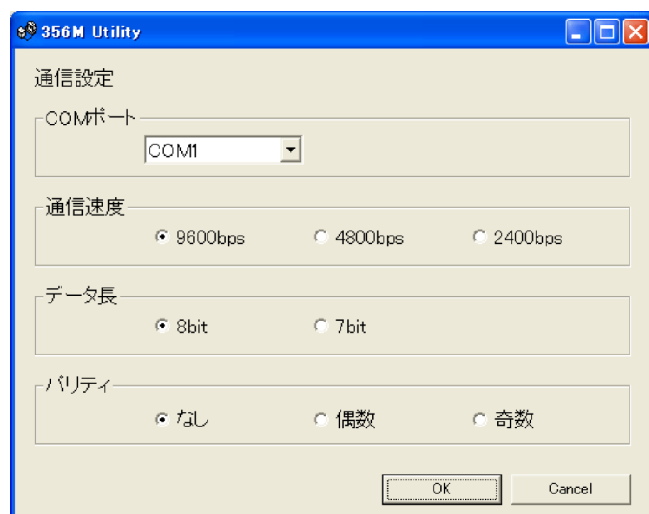 356M Utility
通信設定
COMポート
COM1
通信速度
9600bps 4800bps 2400bps
データ長
8bit 7bit
パリティ
なし 偶数 奇数
OK Cancel